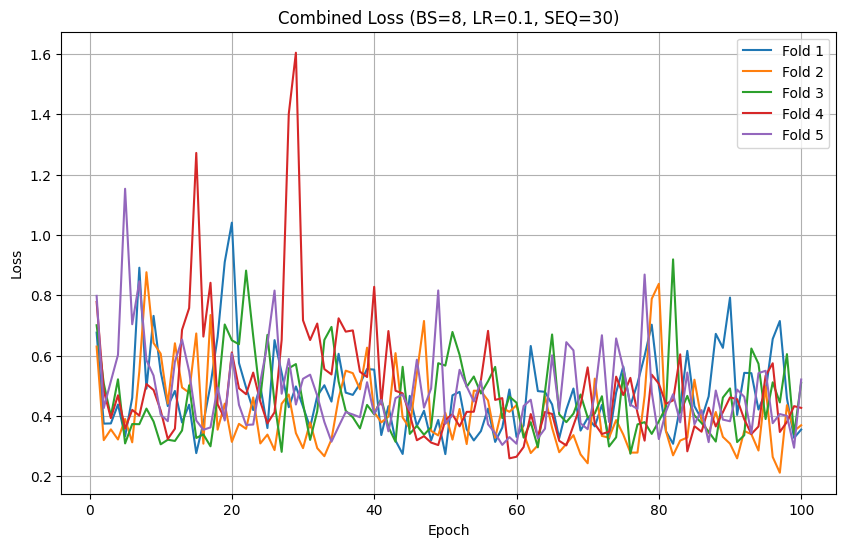 Combined Loss (BS=8, LR=0.1, SEQ=30)
Fold 1
Fold 2
Fold 3
Fold 4
Fold 5
1.6
1.4
1.2
1.0
0.8
0.6
0.4
0.2
Loss
0 20 40 60 80 100
Epoch